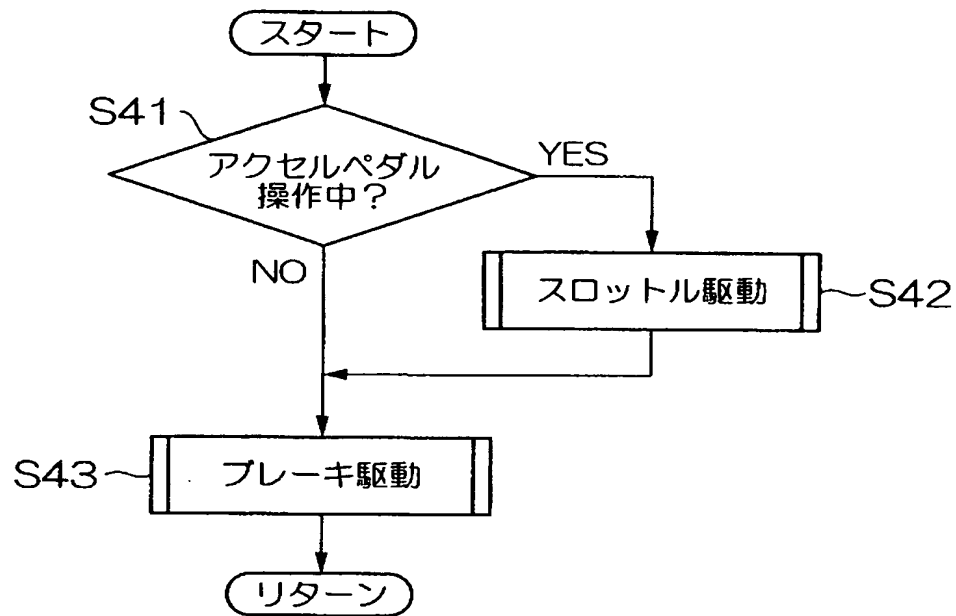 スタート
S41
アクセルペダル
操作中?
YES
NO
スロットル駆動
S42
S43
ブレーキ駆動
リターン